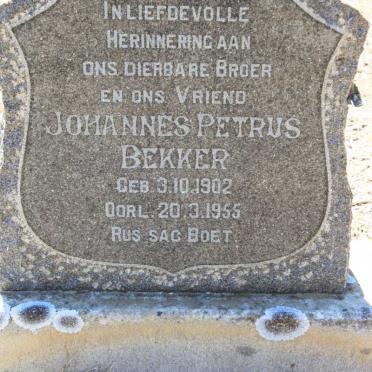 IN LIEFDEVOLLE
HERINNERING AAN
ONS DIERBARE BROER
EN ONS VRIEND
JOHANNES PETRUS
BEKKER
GEB. 3.10.1902
OORL. 20.3.1955
RUS SAG BOET.